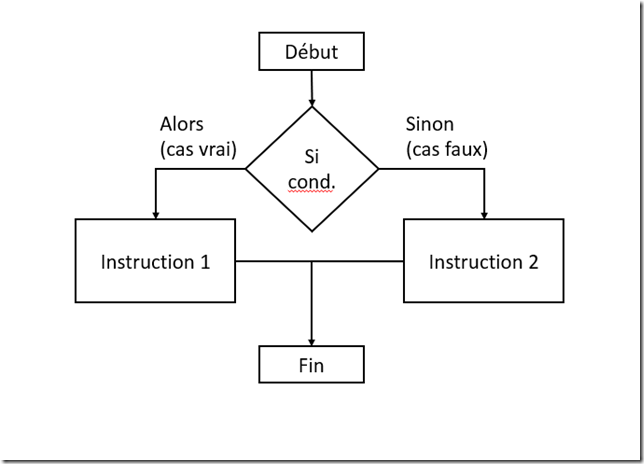 Début
Alors
(cas vrai)
Sinon
(cas faux)
Si
cond.
Instruction 1
Instruction 2
Fin